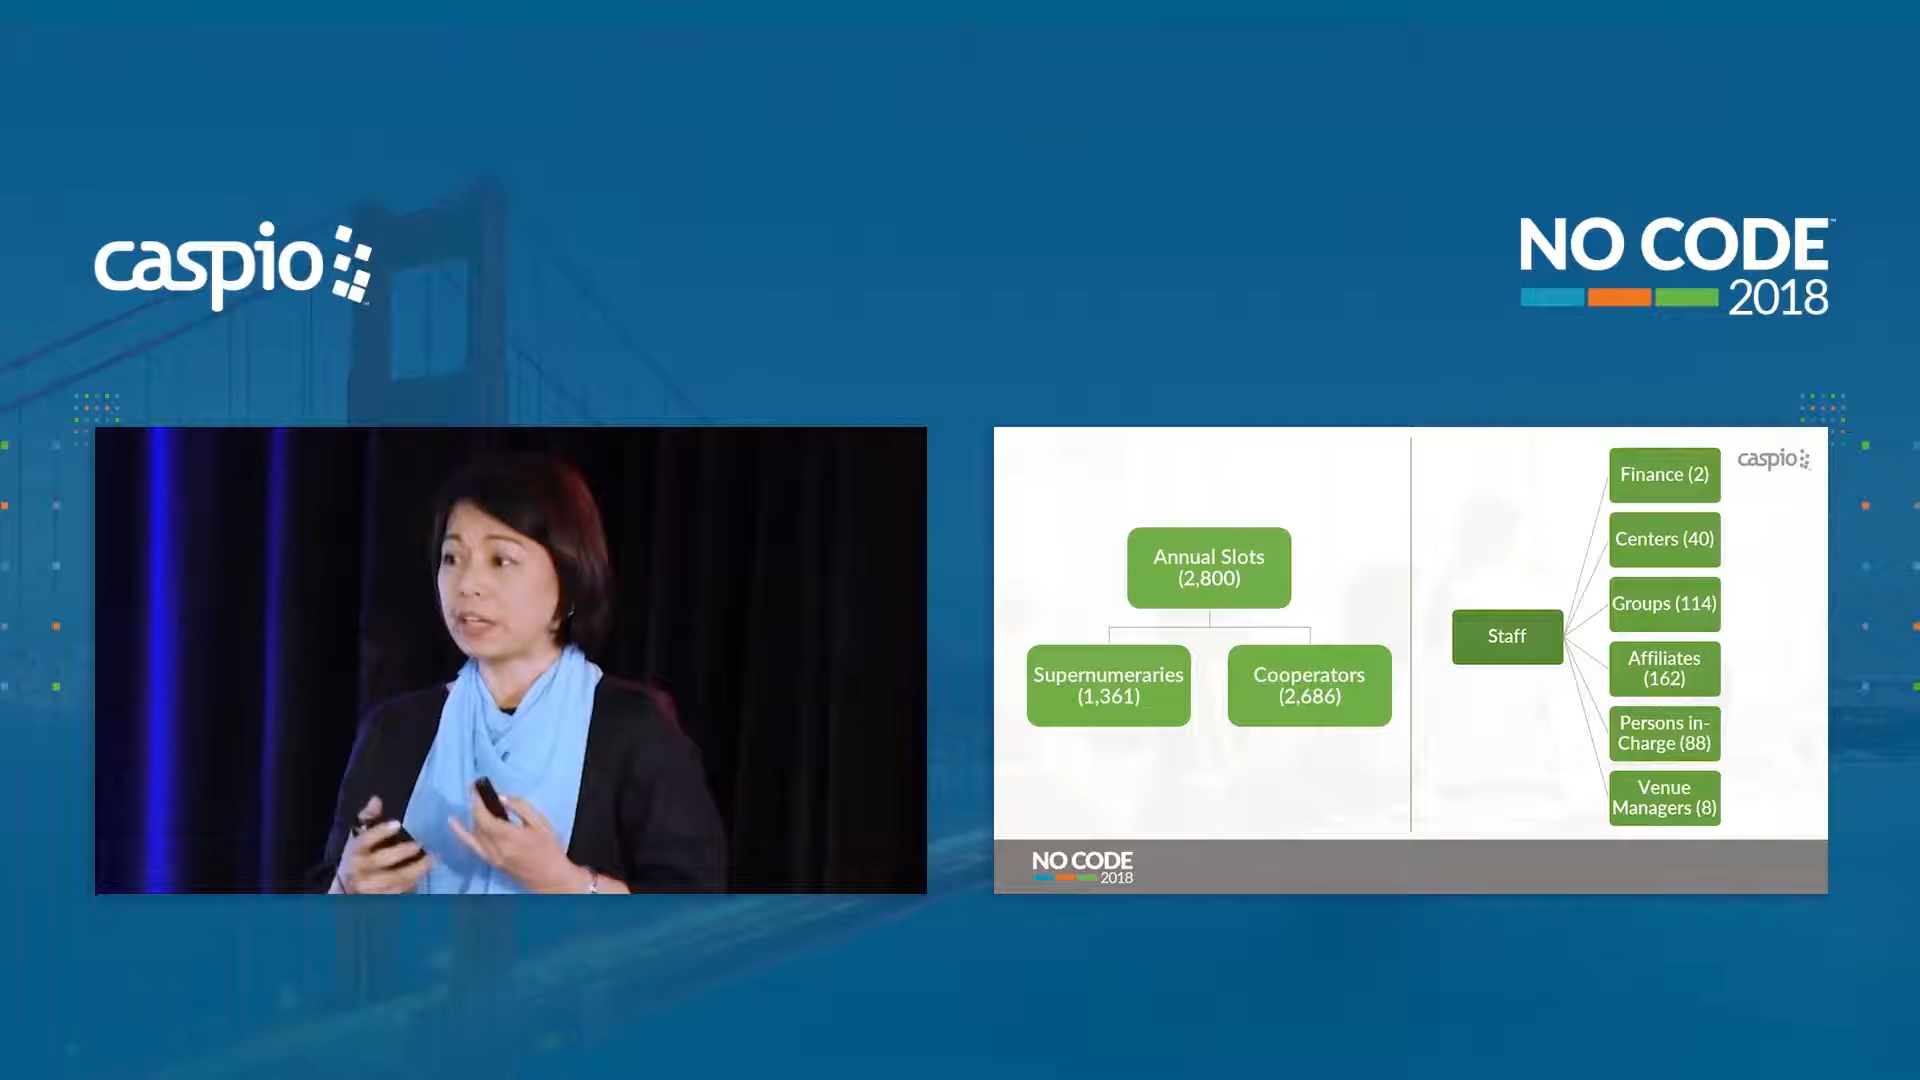 caspio
NO CODE
2018
caspio
Annual Slots
(2,800)
Supernumeraries
(1,361)
Cooperators
(2,686)
Staff
Finance (2)
Centers (40)
Groups (114)
Affiliates
(162)
Persons in-
Charge (88)
Venue
Managers (8)
NO CODE
2018